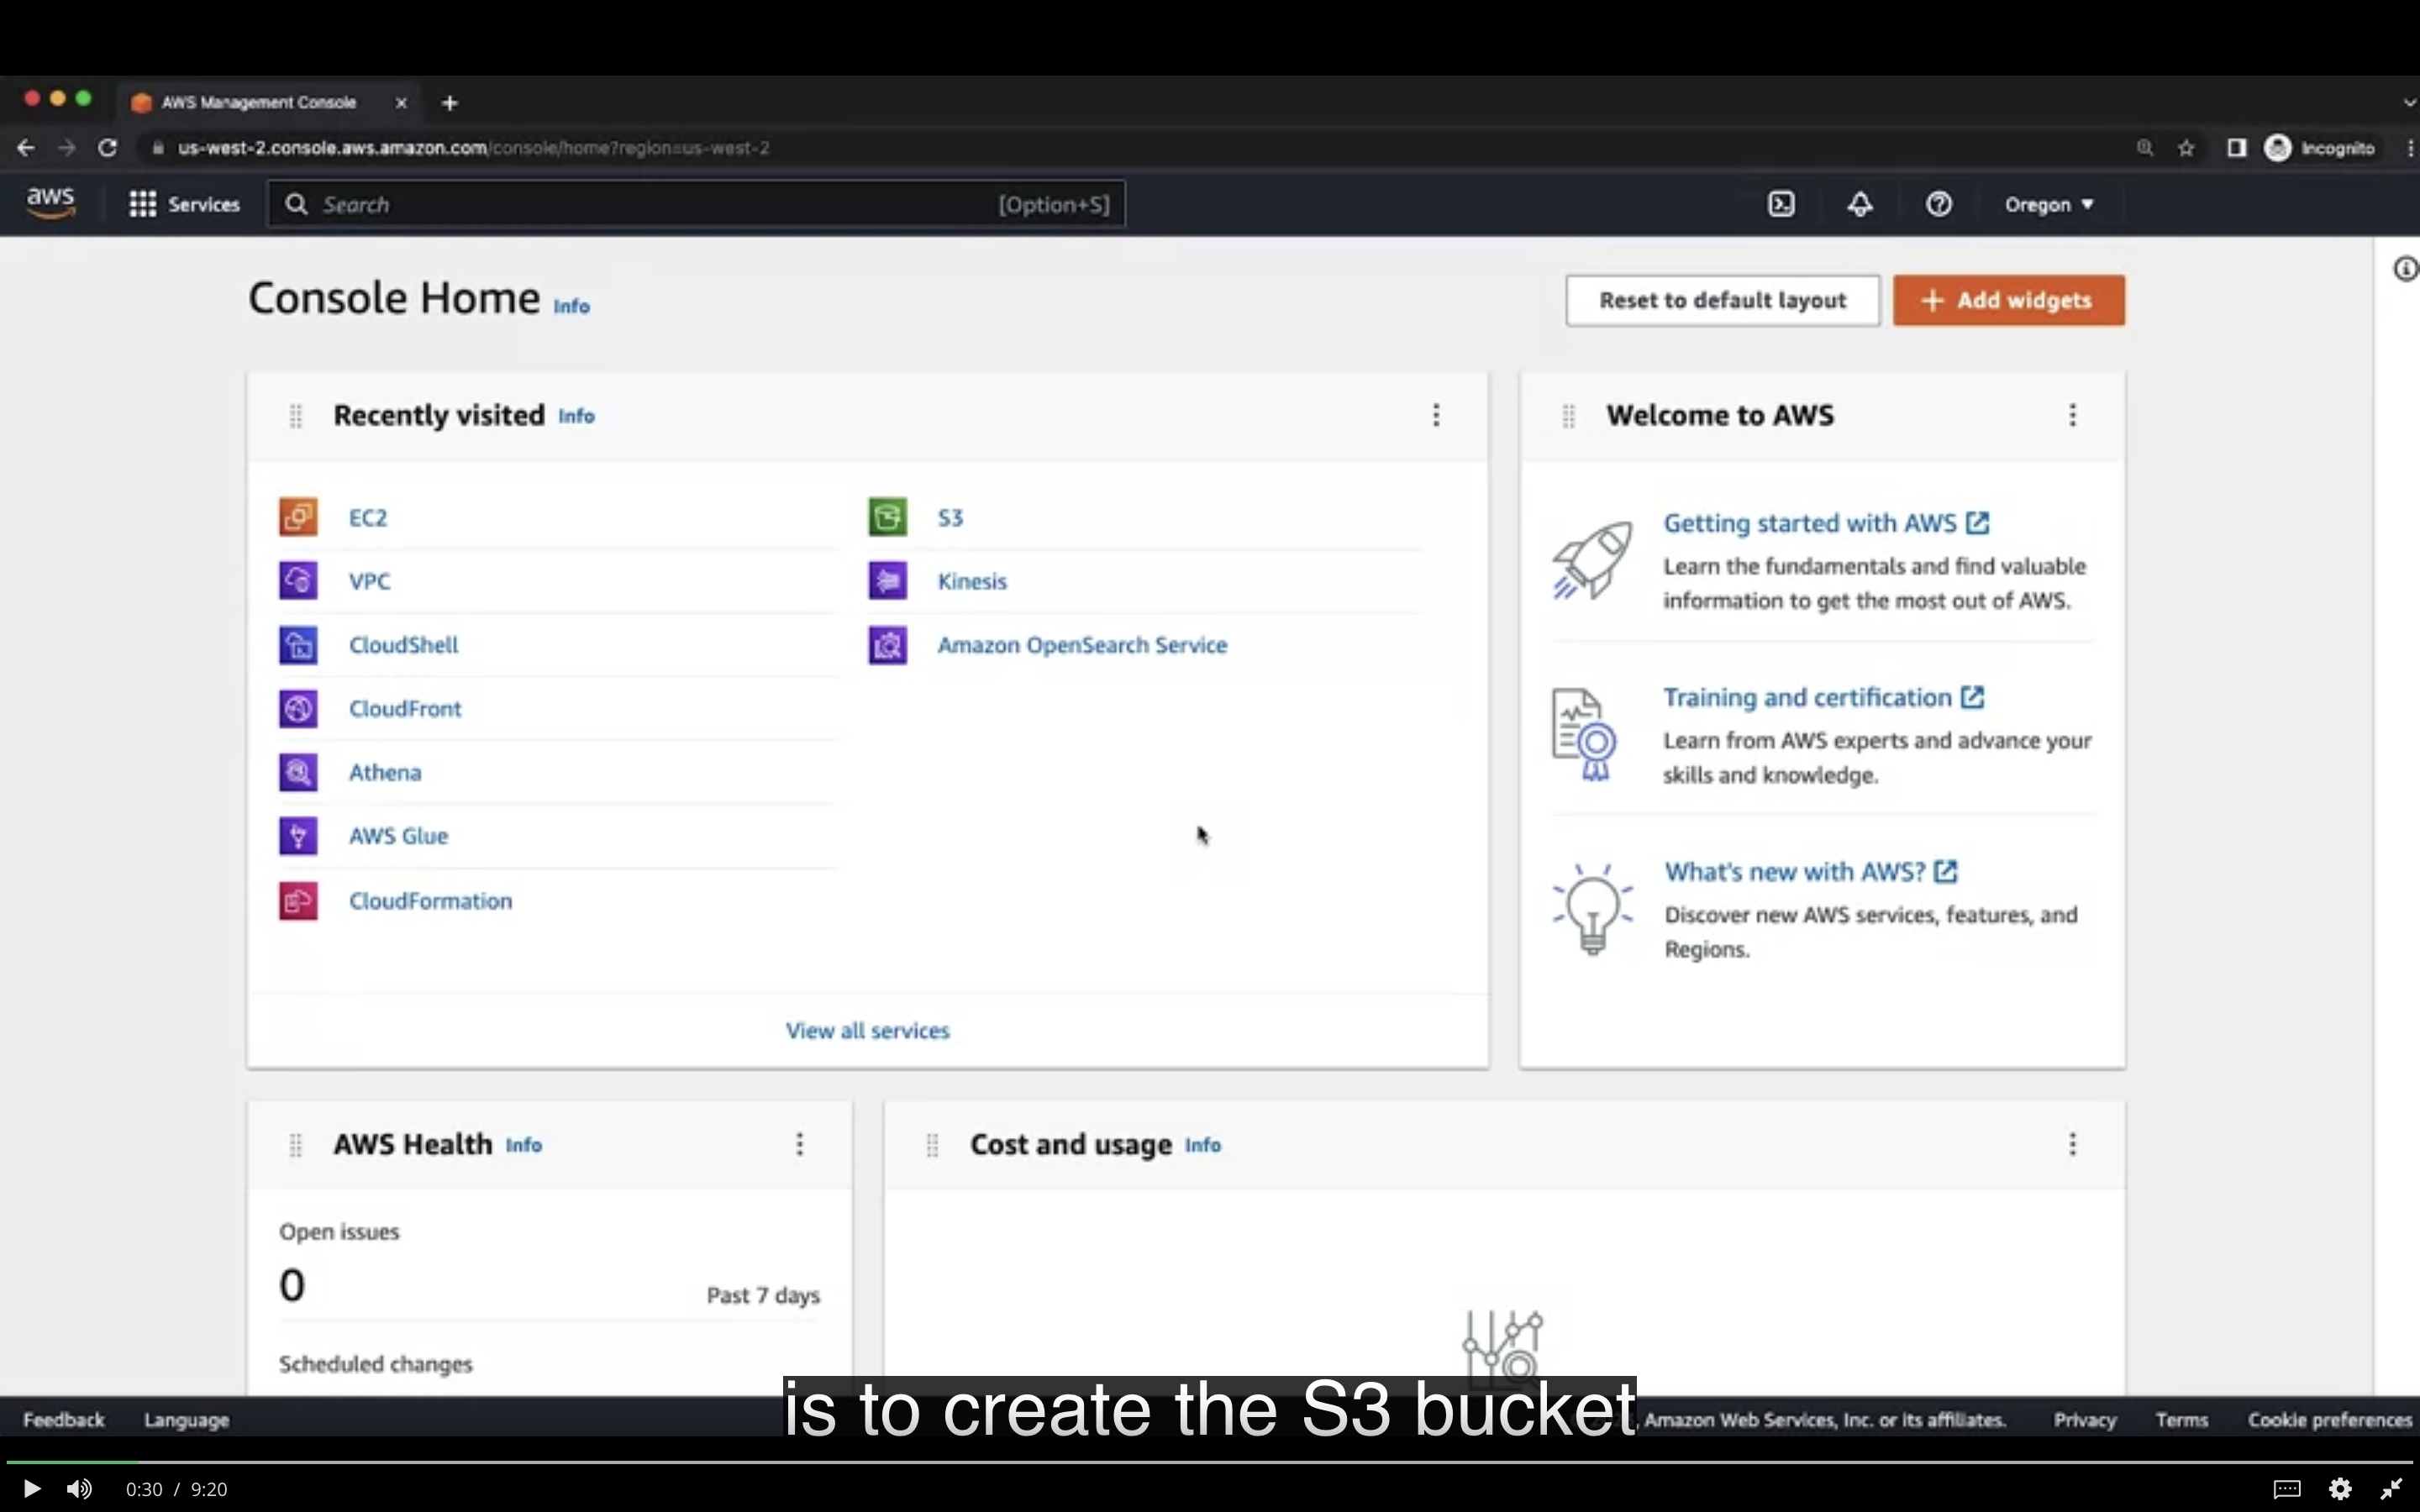 AWS Management Console
us-west-2.console.aws.amazon.com/console/home?region=us-west-2
Incognito
aws
Services
Search
[Option+S]
Oregon
Console Home Info
Reset to default layout
Add widgets
Recently visited Info
EC2
VPC
CloudShell
CloudFront
Athena
AWS Glue
CloudFormation
S3
Kinesis
Amazon OpenSearch Service
View all services
Welcome to AWS
Getting started with AWS
Learn the fundamentals and find valuable
information to get the most out of AWS.
Training and certification
Learn from AWS experts and advance your
skills and knowledge.
What's new with AWS?
Discover new AWS services, features, and
Regions.
AWS Health Info
Open issues
0
Past 7 days
Scheduled changes
Cost and usage Info
is to create the S3 bucket
Feedback
Language
, Amazon Web Services, Inc. or its affiliates.
Privacy
Terms
Cookie preferences
0:30 / 9:20